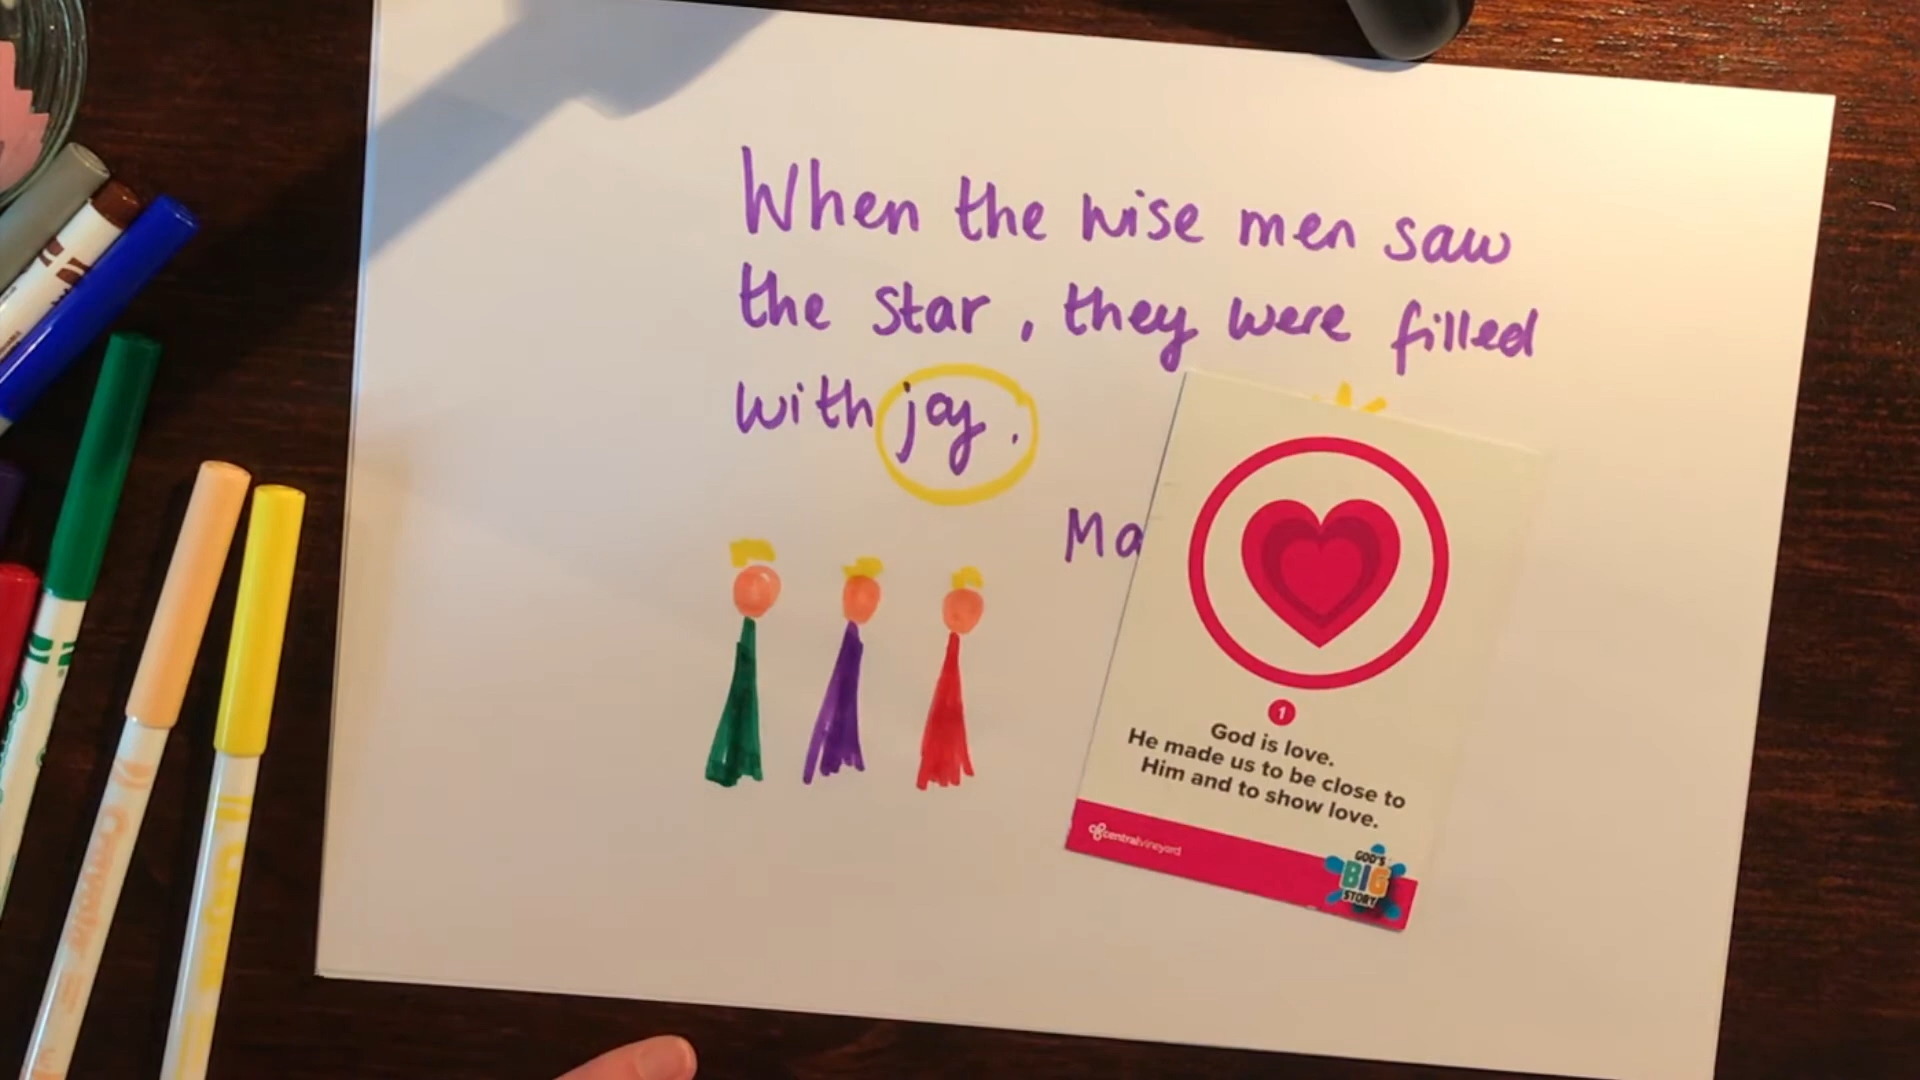 When the wise men saw
the star, they were filled
with joy.
Ma
1
God is love.
He made us to be close to
Him and to show love.
centralvineyard
GOD'S
BIG
STORY